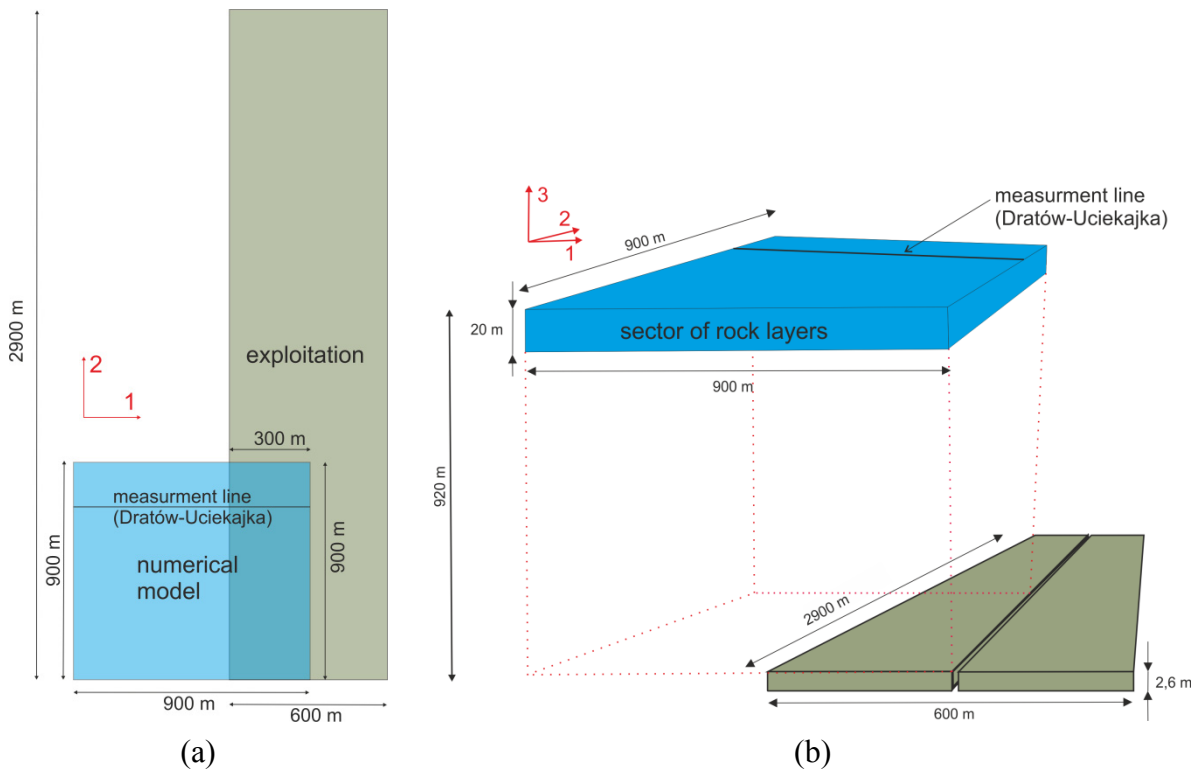 2900 m
exploitation
2
1
300 m
measurment line
(Dratów-Uciekajka)
numerical
model
900 m
900 m
900 m
600 m
(a)
3
2
1
measurment line
(Dratów-Uciekajka)
900 m
20 m
sector of rock layers
900 m
920 m
2900 m
2,6 m
600 m
(b)